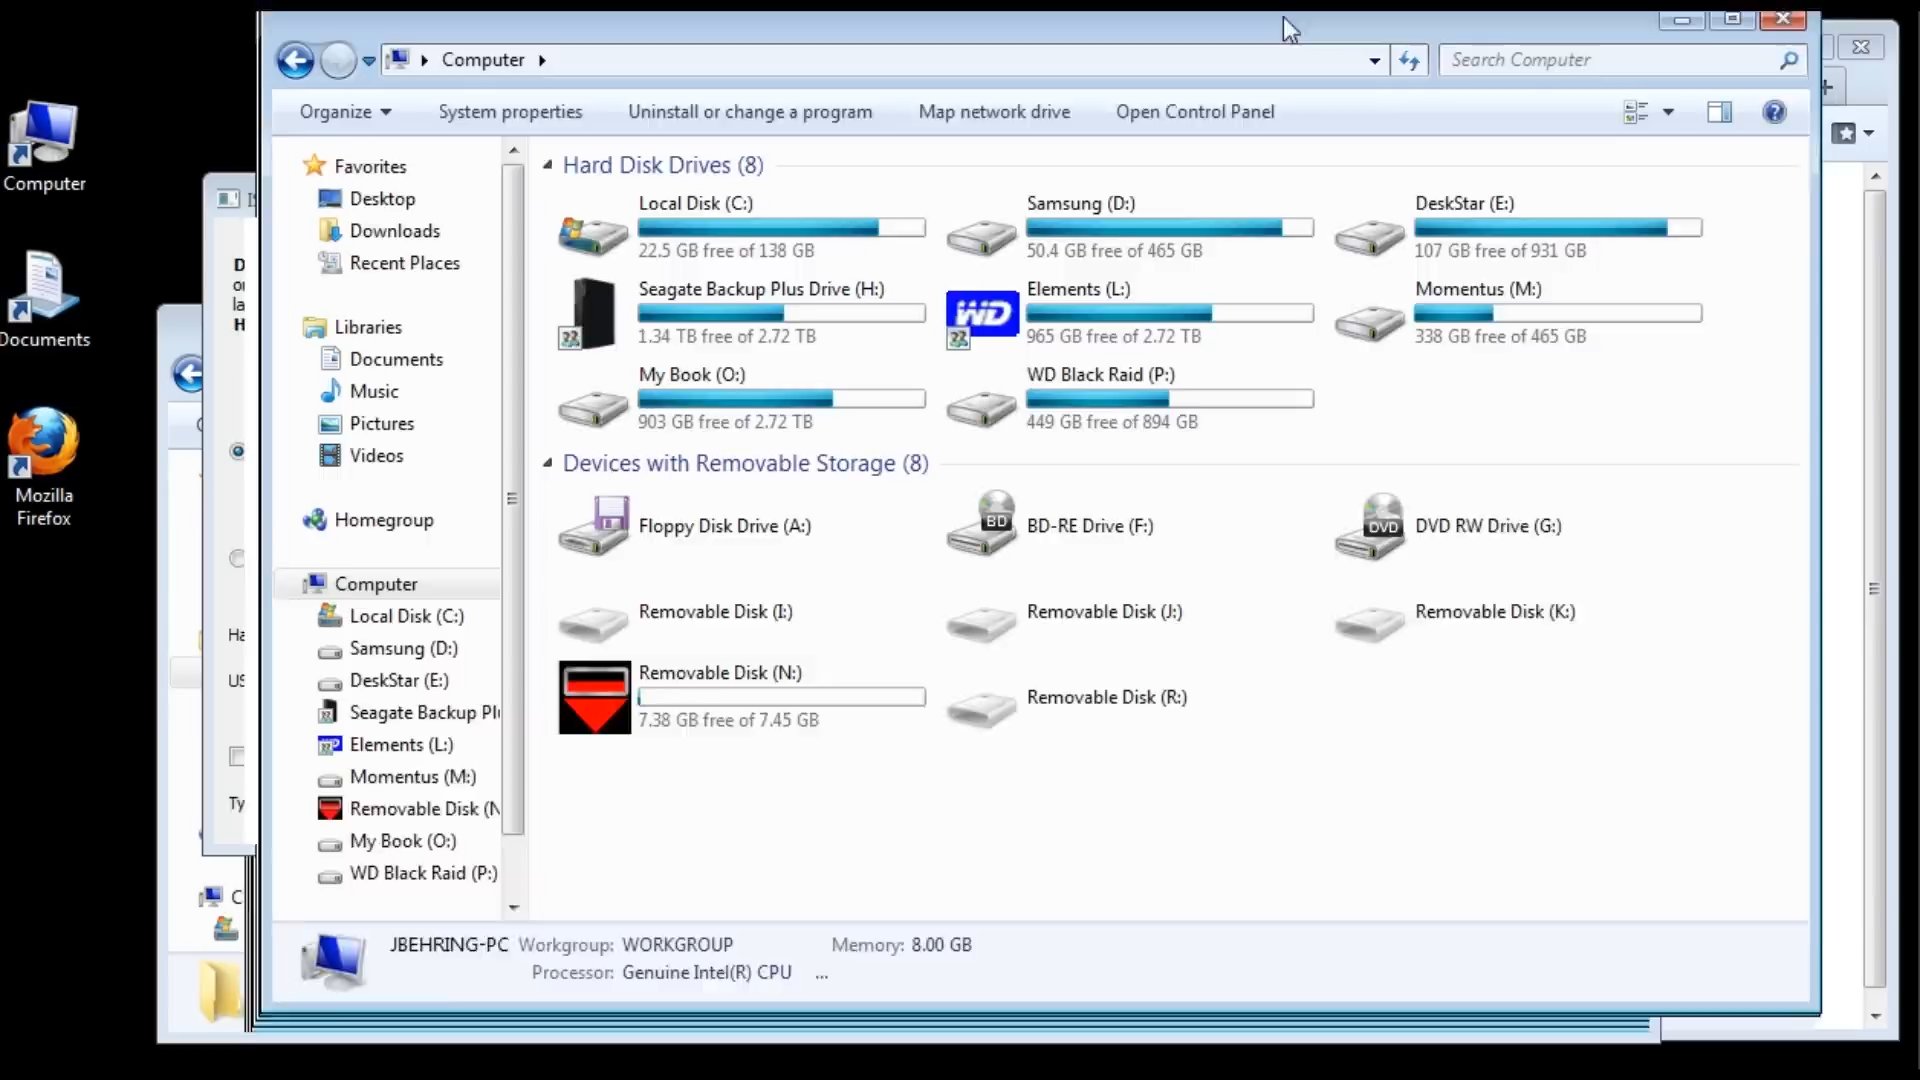 Computer
Search Computer
Organize
System properties
Uninstall or change a program
Map network drive
Open Control Panel
Computer
Documents
Mozilla
Firefox
Favorites
Desktop
Downloads
Recent Places
Libraries
Documents
Music
Pictures
Videos
Homegroup
Computer
Local Disk (C:)
Samsung (D:)
DeskStar (E:)
Seagate Backup Plu
Elements (L:)
Momentus (M:)
Removable Disk (N
My Book (O:)
WD Black Raid (P:)
Hard Disk Drives (8)
Local Disk (C:)
22.5 GB free of 138 GB
Samsung (D:)
50.4 GB free of 465 GB
DeskStar (E:)
107 GB free of 931 GB
Seagate Backup Plus Drive (H:)
1.34 TB free of 2.72 TB
WD
Elements (L:)
965 GB free of 2.72 TB
Momentus (M:)
338 GB free of 465 GB
My Book (O:)
903 GB free of 2.72 TB
WD Black Raid (P:)
449 GB free of 894 GB
Devices with Removable Storage (8)
Floppy Disk Drive (A:)
BD
BD-RE Drive (F:)
DVD
DVD RW Drive (G:)
Removable Disk (I:)
Removable Disk (J:)
Removable Disk (K:)
Removable Disk (N:)
7.38 GB free of 7.45 GB
Removable Disk (R:)
JBEHRING-PC
Workgroup: WORKGROUP
Memory: 8.00 GB
Processor: Genuine Intel(R) CPU ...